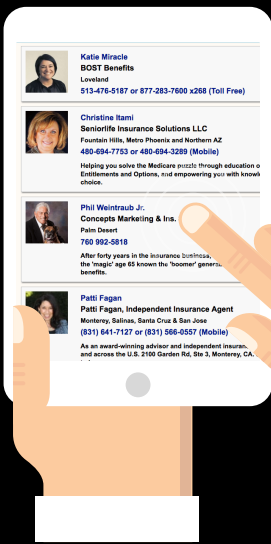 Katie Miracle
BOST Benefits
Loveland
513-476-5187 or 877-283-7600 x268 (Toll Free)
Christine Itami
Seniorlife Insurance Solutions LLC
Fountain Hills, Metro Phoenix and Northern AZ
480-694-7753 or 480-694-3289 (Mobile)
Helping you solve the Medicare puzzle through education o
Entitlements and Options, and empowering you with knowl
choice.
Phil Weintraub Jr.
Concepts Marketing & Ins.
Palm Desert
760 992-5818
After forty years in the insurance business,
the 'magic' age 65 known the 'boomer' genera
benefits.
Patti Fagan
Patti Fagan, Independent Insurance Agent
Monterey, Salinas, Santa Cruz & San Jose
(831) 641-7127 or (831) 566-0557 (Mobile)
As an award-winning advisor and independent insuran
and across the U.S. 2100 Garden Rd, Ste 3, Monterey, CA.